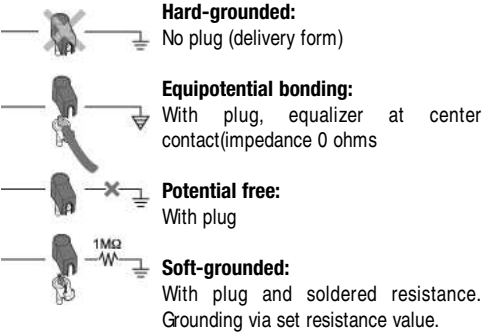 Hard-grounded:
No plug (delivery form)
Equipotential bonding:
With plug, equalizer at center
contact(impedance 0 ohms
Potential free:
With plug
1MΩ
Soft-grounded:
With plug and soldered resistance.
Grounding via set resistance value.